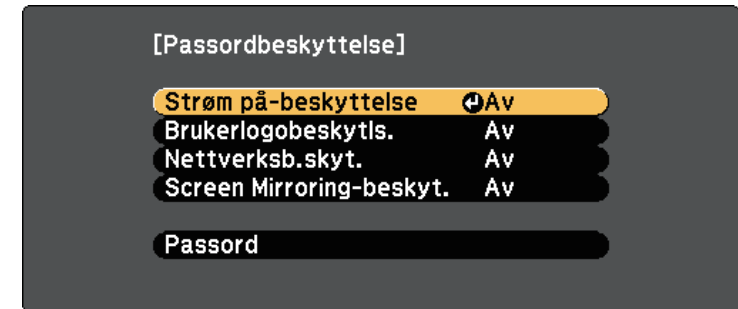 [Passordbeskyttelse]
Strøm på-beskyttelse Av
Brukerlogobeskytls. Av
Nettverksb.skyt. Av
Screen Mirroring-beskyt. Av
Passord